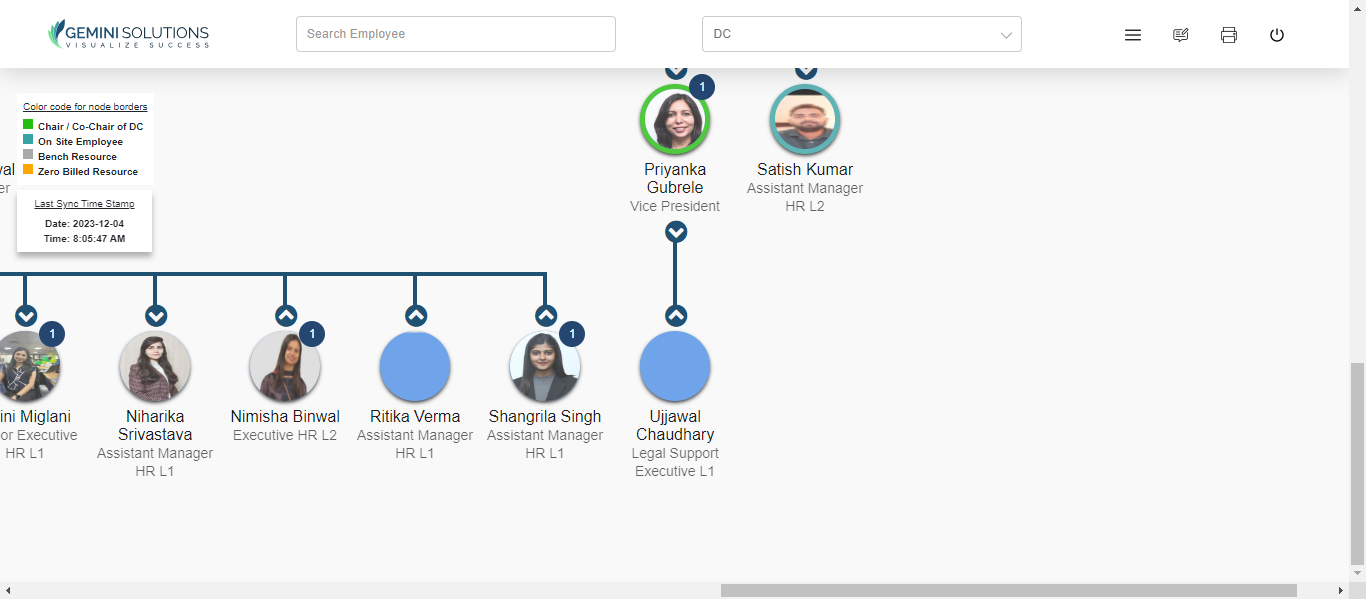 GEMINI SOLUTIONS
VISUALIZE SUCCESS
Search Employee
DC
Color code for node borders
Chair / Co-Chair of DC
On Site Employee
Bench Resource
Zero Billed Resource
Last Sync Time Stamp
Date: 2023-12-04
Time: 8:05:47 AM
wal
er
1
Priyanka
Gubrele
Vice President
Satish Kumar
Assistant Manager
HR L2
1
ini Miglani
or Executive
HR L1
Niharika
Srivastava
Assistant Manager
HR L1
1
Nimisha Binwal
Executive HR L2
Ritika Verma
Assistant Manager
HR L1
1
Shangrila Singh
Assistant Manager
HR L1
Ujjawal
Chaudhary
Legal Support
Executive L1